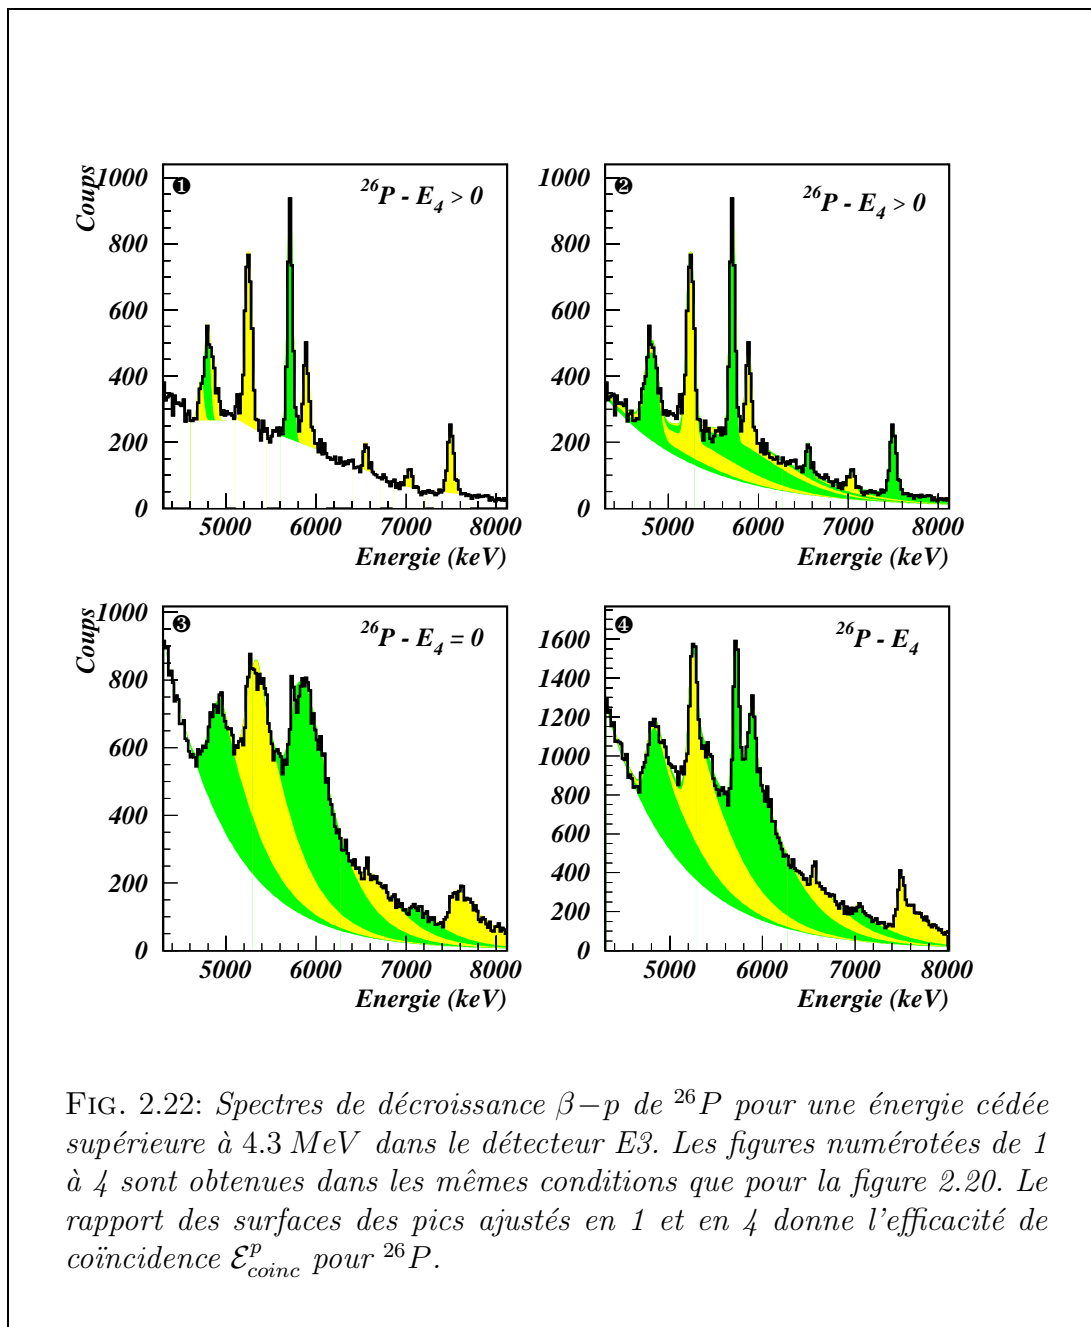 1000
800
600
400
200
0
Coups
❶
²⁶P - E₄ > 0
5000 6000 7000 8000
Energie (keV)
1000
800
600
400
200
0
❷
²⁶P - E₄ > 0
5000 6000 7000 8000
Energie (keV)
1000
800
600
400
200
0
Coups
❸
²⁶P - E₄ = 0
5000 6000 7000 8000
Energie (keV)
1600
1400
1200
1000
800
600
400
200
0
❹
²⁶P - E₄
5000 6000 7000 8000
Energie (keV)
FIG. 2.22: Spectres de décroissance β−p de ²⁶P pour une énergie cédée
supérieure à 4.3 MeV dans le détecteur E3. Les figures numérotées de 1
à 4 sont obtenues dans les mêmes conditions que pour la figure 2.20. Le
rapport des surfaces des pics ajustés en 1 et en 4 donne l'efficacité de
coïncidence ℰᵖ_coinc pour ²⁶P.